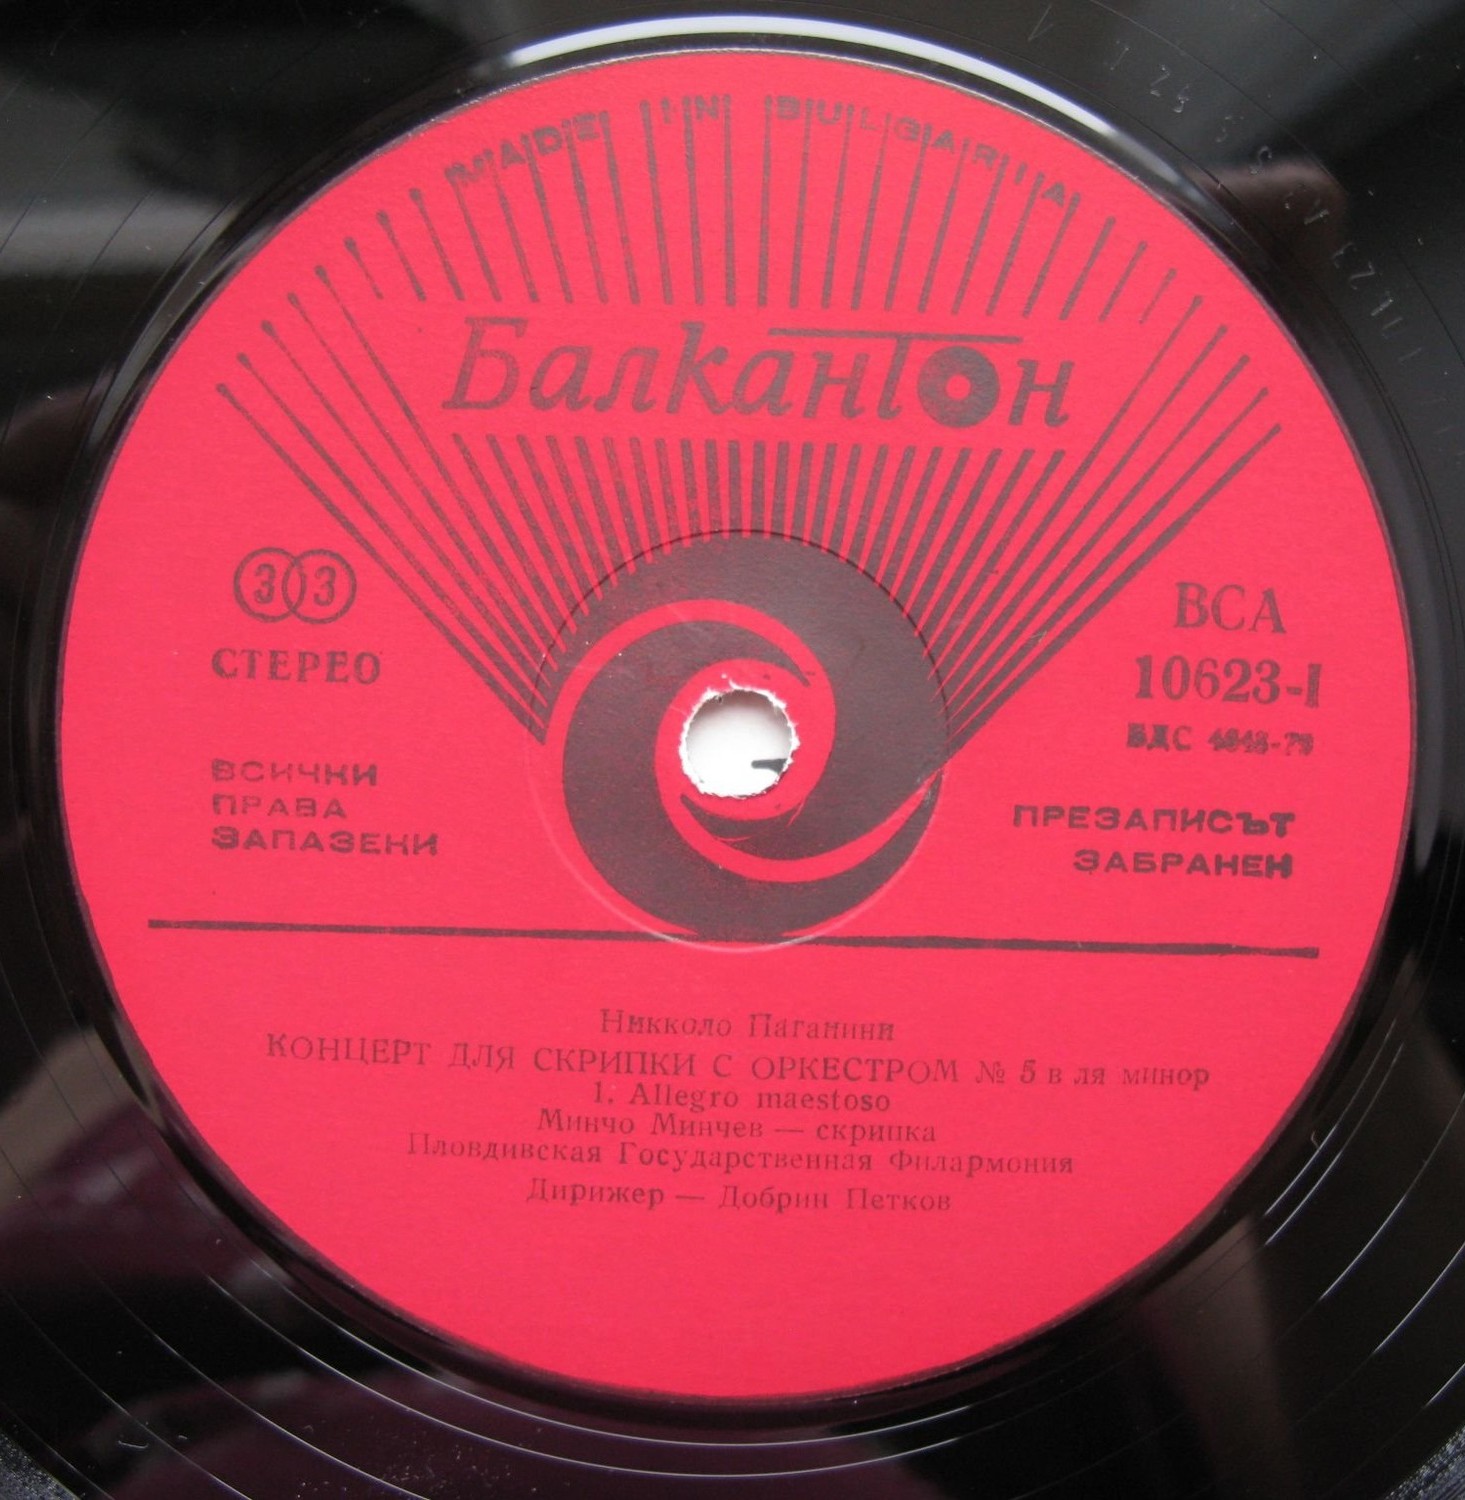 MADE IN BULGARIA
Балкантон
33
СТЕРЕО
ВСИЧКИ
ПРАВА
ЗАПАЗЕНИ
ВСА
10623-I
БДС
ПРЕЗАПИСЪТ
ЗАБРАНЕН
Никколо Паганини
КОНЦЕРТ ДЛЯ СКРИПКИ С ОРКЕСТРОМ № 5 в ля минор
1. Allegro maestoso
Минчо Минчев — скрипка
Пловдивская Государственная Филармония
Дирижер — Добрин Петков